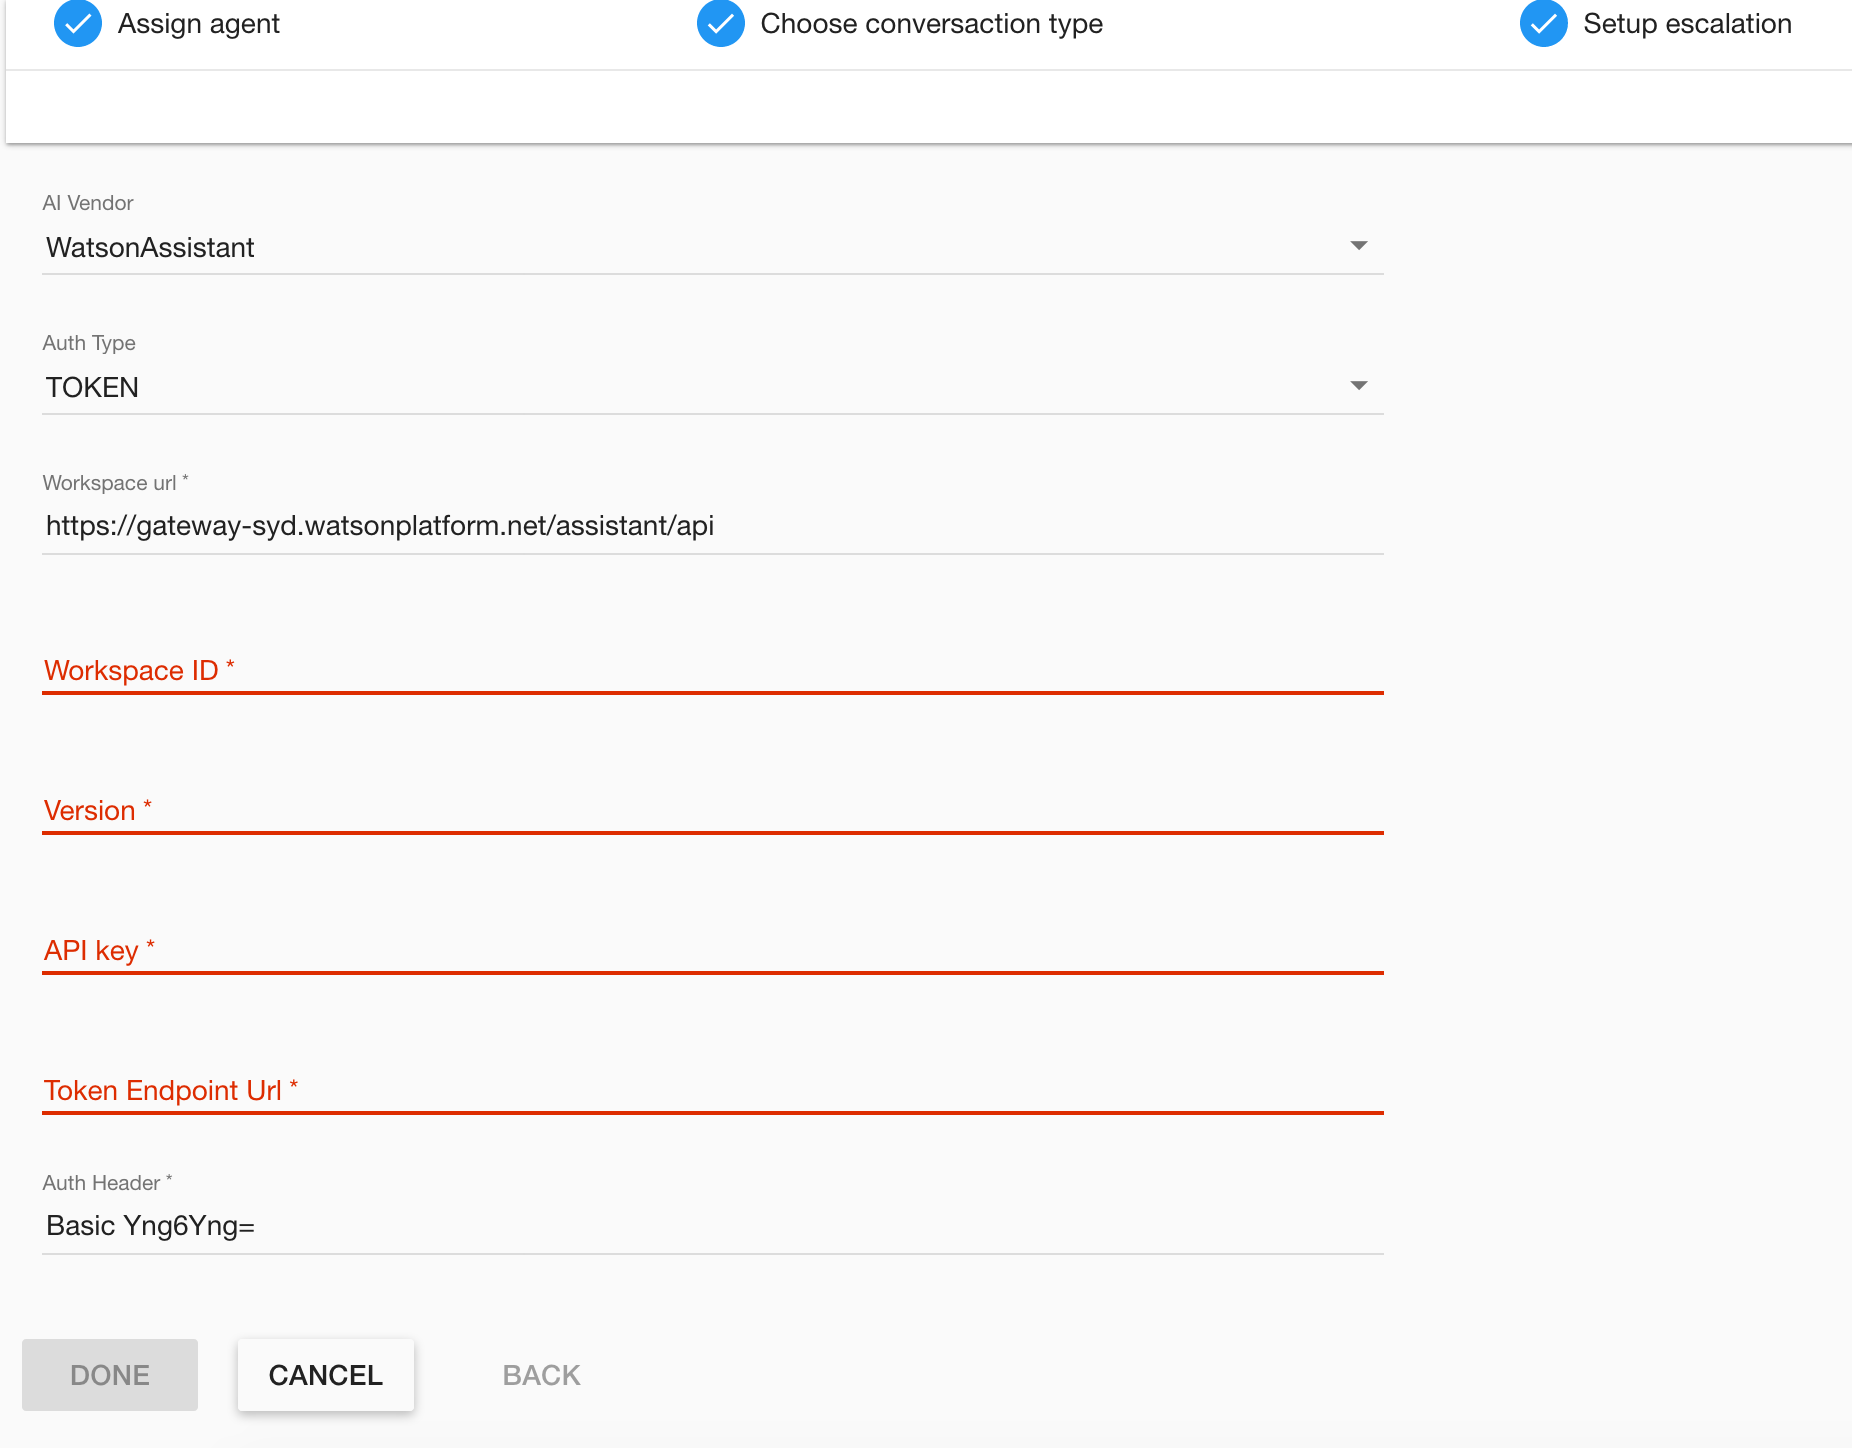 Assign agent
Choose conversaction type
Setup escalation
AI Vendor
WatsonAssistant
Auth Type
TOKEN
Workspace url *
https://gateway-syd.watsonplatform.net/assistant/api
Workspace ID *
Version *
API key *
Token Endpoint Url *
Auth Header *
Basic Yng6Yng=
DONE
CANCEL
BACK